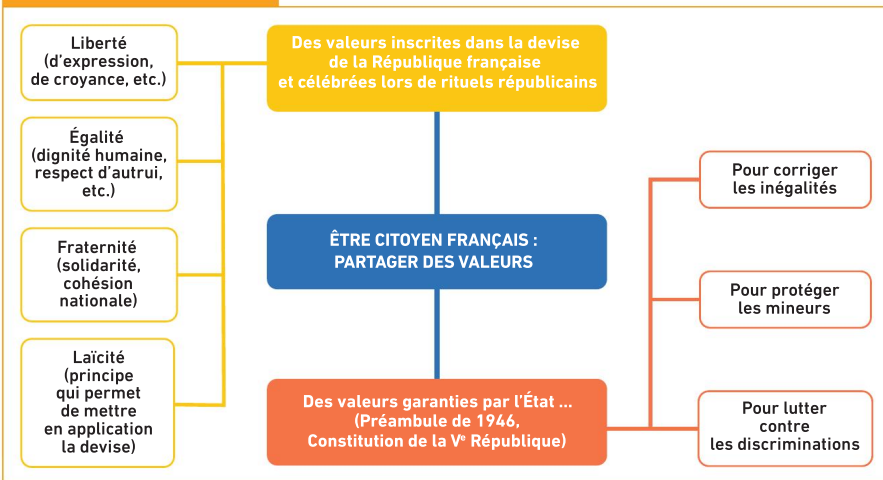 Liberté
(d'expression,
de croyance, etc.)
Égalité
(dignité humaine,
respect d'autrui,
etc.)
Fraternité
(solidarité,
cohésion
nationale)
Laïcité
(principe
qui permet
de mettre
en application
la devise)
Des valeurs inscrites dans la devise
de la République française
et célébrées lors de rituels républicains
ÊTRE CITOYEN FRANÇAIS :
PARTAGER DES VALEURS
Des valeurs garanties par l'État ...
(Préambule de 1946,
Constitution de la Vᵉ République)
Pour corriger
les inégalités
Pour protéger
les mineurs
Pour lutter
contre
les discriminations